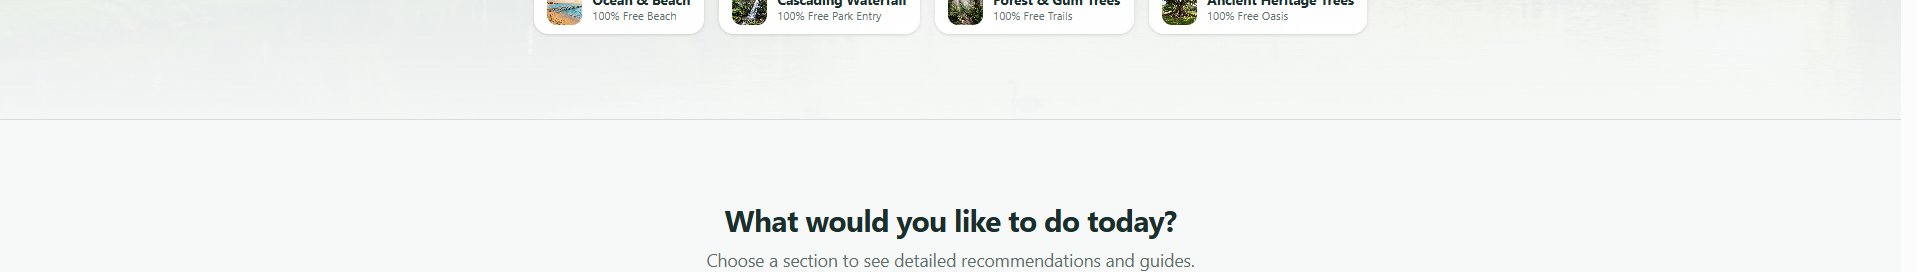 Ocean & Beach
100% Free Beach
Cascading Waterfall
100% Free Park Entry
Forest & Gum Trees
100% Free Trails
Ancient Heritage Trees
100% Free Oasis
What would you like to do today?
Choose a section to see detailed recommendations and guides.